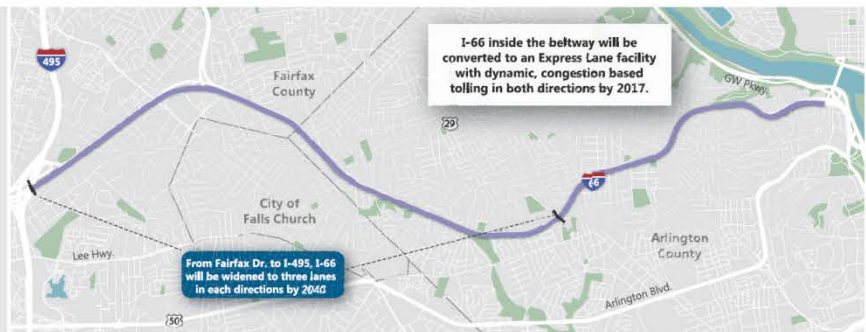 495
Fairfax
County
I-66 inside the beltway will be
converted to an Express Lane facility
with dynamic, congestion based
tolling in both directions by 2017.
GW Pkwy.
29
66
City of
Falls Church
Arlington
County
Lee Hwy.
From Fairfax Dr. to I-495, I-66
will be widened to three lanes
in each directions by 2040
Arlington Blvd.
50